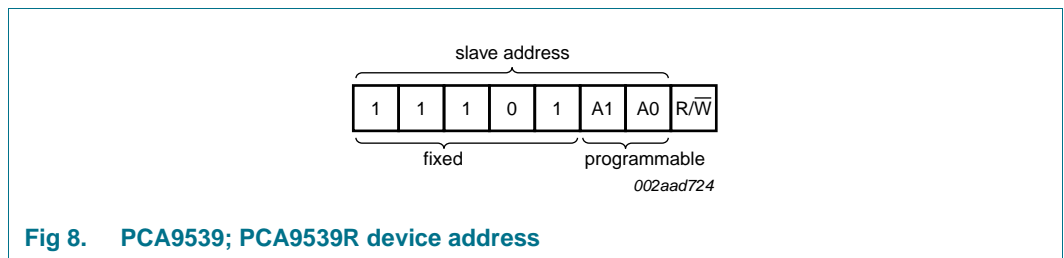 slave address
1 1 1 0 1 A1 A0 R/W̅
fixed programmable
002aad724
Fig 8. PCA9539; PCA9539R device address